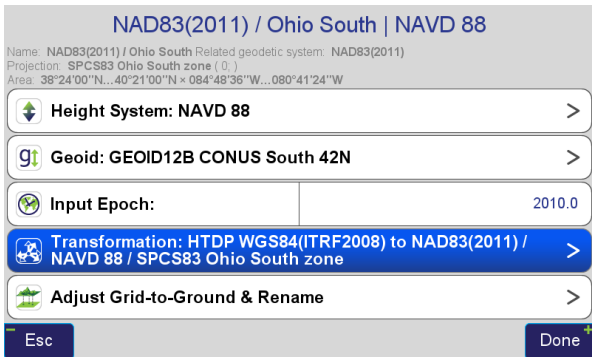 NAD83(2011) / Ohio South | NAVD 88
Name: NAD83(2011) / Ohio South Related geodetic system: NAD83(2011)
Projection: SPCS83 Ohio South zone ( 0; )
Area: 38°24'00"N...40°21'00"N × 084°48'36"W...080°41'24"W
Height System: NAVD 88 >
g Geoid: GEOID12B CONUS South 42N >
Input Epoch: 2010.0
Transformation: HTDP WGS84(ITRF2008) to NAD83(2011) /
NAVD 88 / SPCS83 Ohio South zone >
Adjust Grid-to-Ground & Rename >
- Esc Done +